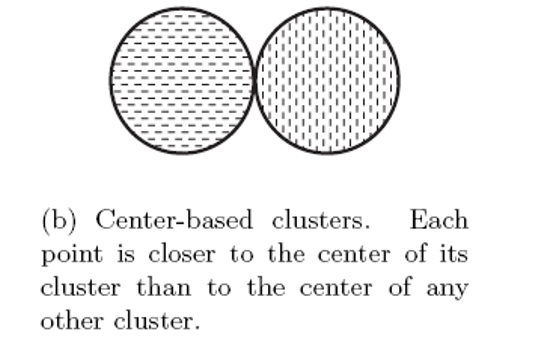 (b) Center-based clusters. Each
point is closer to the center of its
cluster than to the center of any
other cluster.